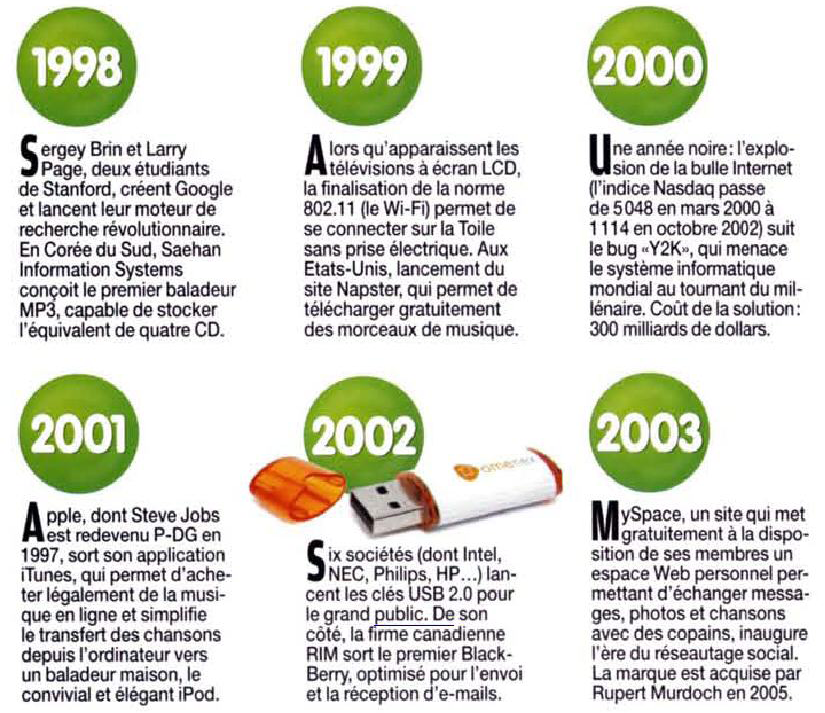 1998
Sergey Brin et Larry
Page, deux étudiants
de Stanford, créent Google
et lancent leur moteur de
recherche révolutionnaire.
En Corée du Sud, Saehan
Information Systems
conçoit le premier baladeur
MP3, capable de stocker
l'équivalent de quatre CD.
1999
Alors qu'apparaissent les
télévisions à écran LCD,
la finalisation de la norme
802.11 (le Wi-Fi) permet de
se connecter sur la Toile
sans prise électrique. Aux
Etats-Unis, lancement du
site Napster, qui permet de
télécharger gratuitement
des morceaux de musique.
2000
Une année noire: l'explo-
sion de la bulle Internet
(l'indice Nasdaq passe
de 5048 en mars 2000 à
1114 en octobre 2002) suit
le bug «Y2K», qui menace
le système informatique
mondial au tournant du mil-
lénaire. Coût de la solution:
300 milliards de dollars.
2001
Apple, dont Steve Jobs
est redevenu P-DG en
1997, sort son application
iTunes, qui permet d'ache-
ter légalement de la musi-
que en ligne et simplifie
le transfert des chansons
depuis l'ordinateur vers
un baladeur maison, le
convivial et élégant iPod.
2002
Six sociétés (dont Intel,
NEC, Philips, HP...) lan-
cent les clés USB 2.0 pour
le grand public. De son
côté, la firme canadienne
RIM sort le premier Black-
Berry, optimisé pour l'envoi
et la réception d'e-mails.
2003
MySpace, un site qui met
gratuitement à la dispo-
sition de ses membres un
espace Web personnel per-
mettant d'échanger messa-
ges, photos et chansons
avec des copains, inaugure
l'ère du réseautage social.
La marque est acquise par
Rupert Murdoch en 2005.